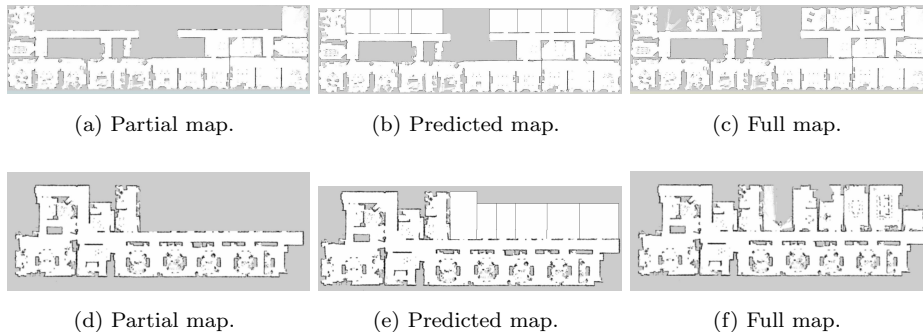 (a) Partial map.
(b) Predicted map.
(c) Full map.
(d) Partial map.
(e) Predicted map.
(f) Full map.